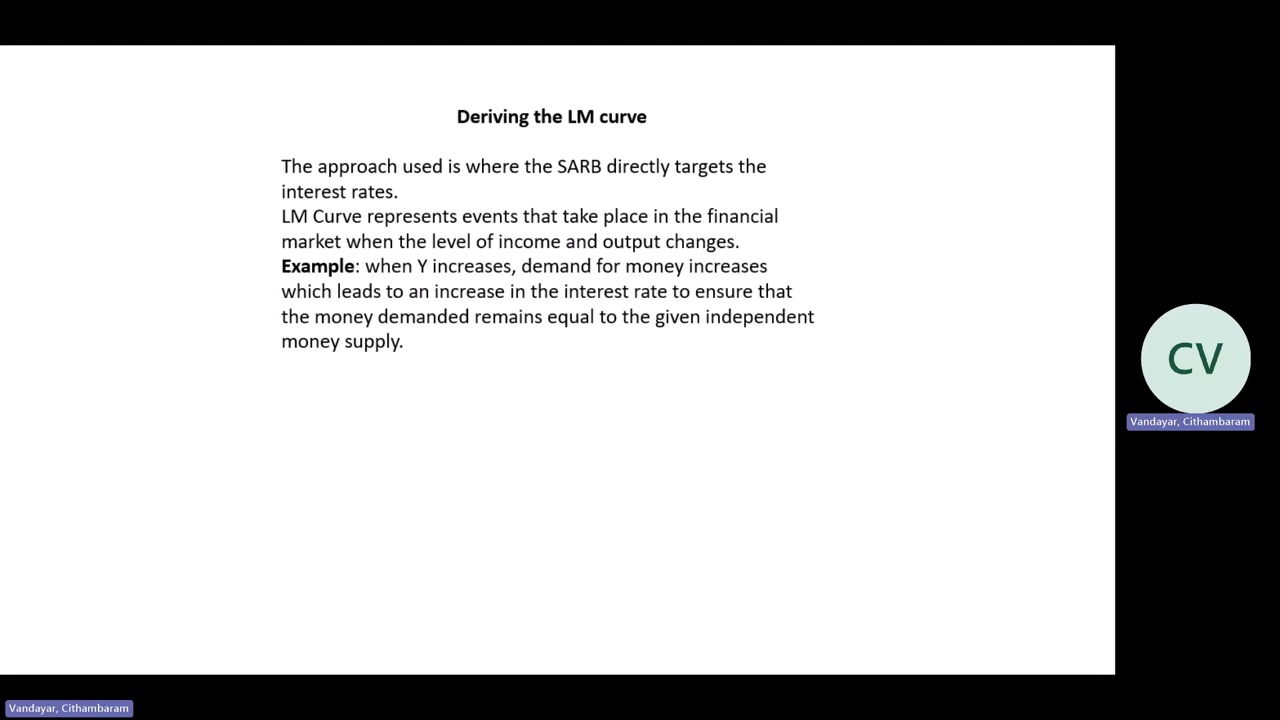 Deriving the LM curve
The approach used is where the SARB directly targets the
interest rates.
LM Curve represents events that take place in the financial
market when the level of income and output changes.
Example: when Y increases, demand for money increases
which leads to an increase in the interest rate to ensure that
the money demanded remains equal to the given independent
money supply.
CV
Vandayar, Cithambaram
Vandayar, Cithambaram